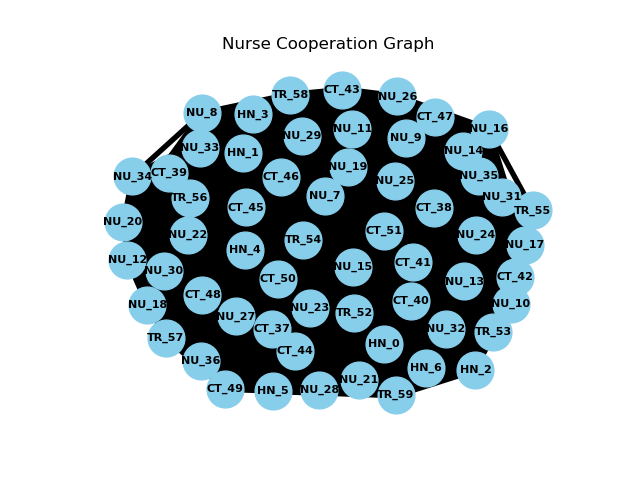 Nurse Cooperation Graph
CT_43
TR_58
NU_26
NU_8
HN_3
CT_47
NU_16
NU_11
NU_29
NU_9
NU_33
HN_1
NU_14
NU_19
CT_39
NU_34
CT_46
NU_35
NU_25
NU_7
TR_56
NU_31
CT_45
CT_38
TR_55
NU_20
CT_51
NU_22
NU_24
TR_54
NU_17
HN_4
NU_12
CT_41
NU_15
NU_30
CT_42
CT_50
NU_13
CT_48
CT_40
NU_10
NU_18
NU_23
TR_52
NU_27
CT_37
NU_32
TR_53
TR_57
HN_0
CT_44
NU_36
HN_6
HN_2
NU_21
CT_49
HN_5
NU_28
TR_59